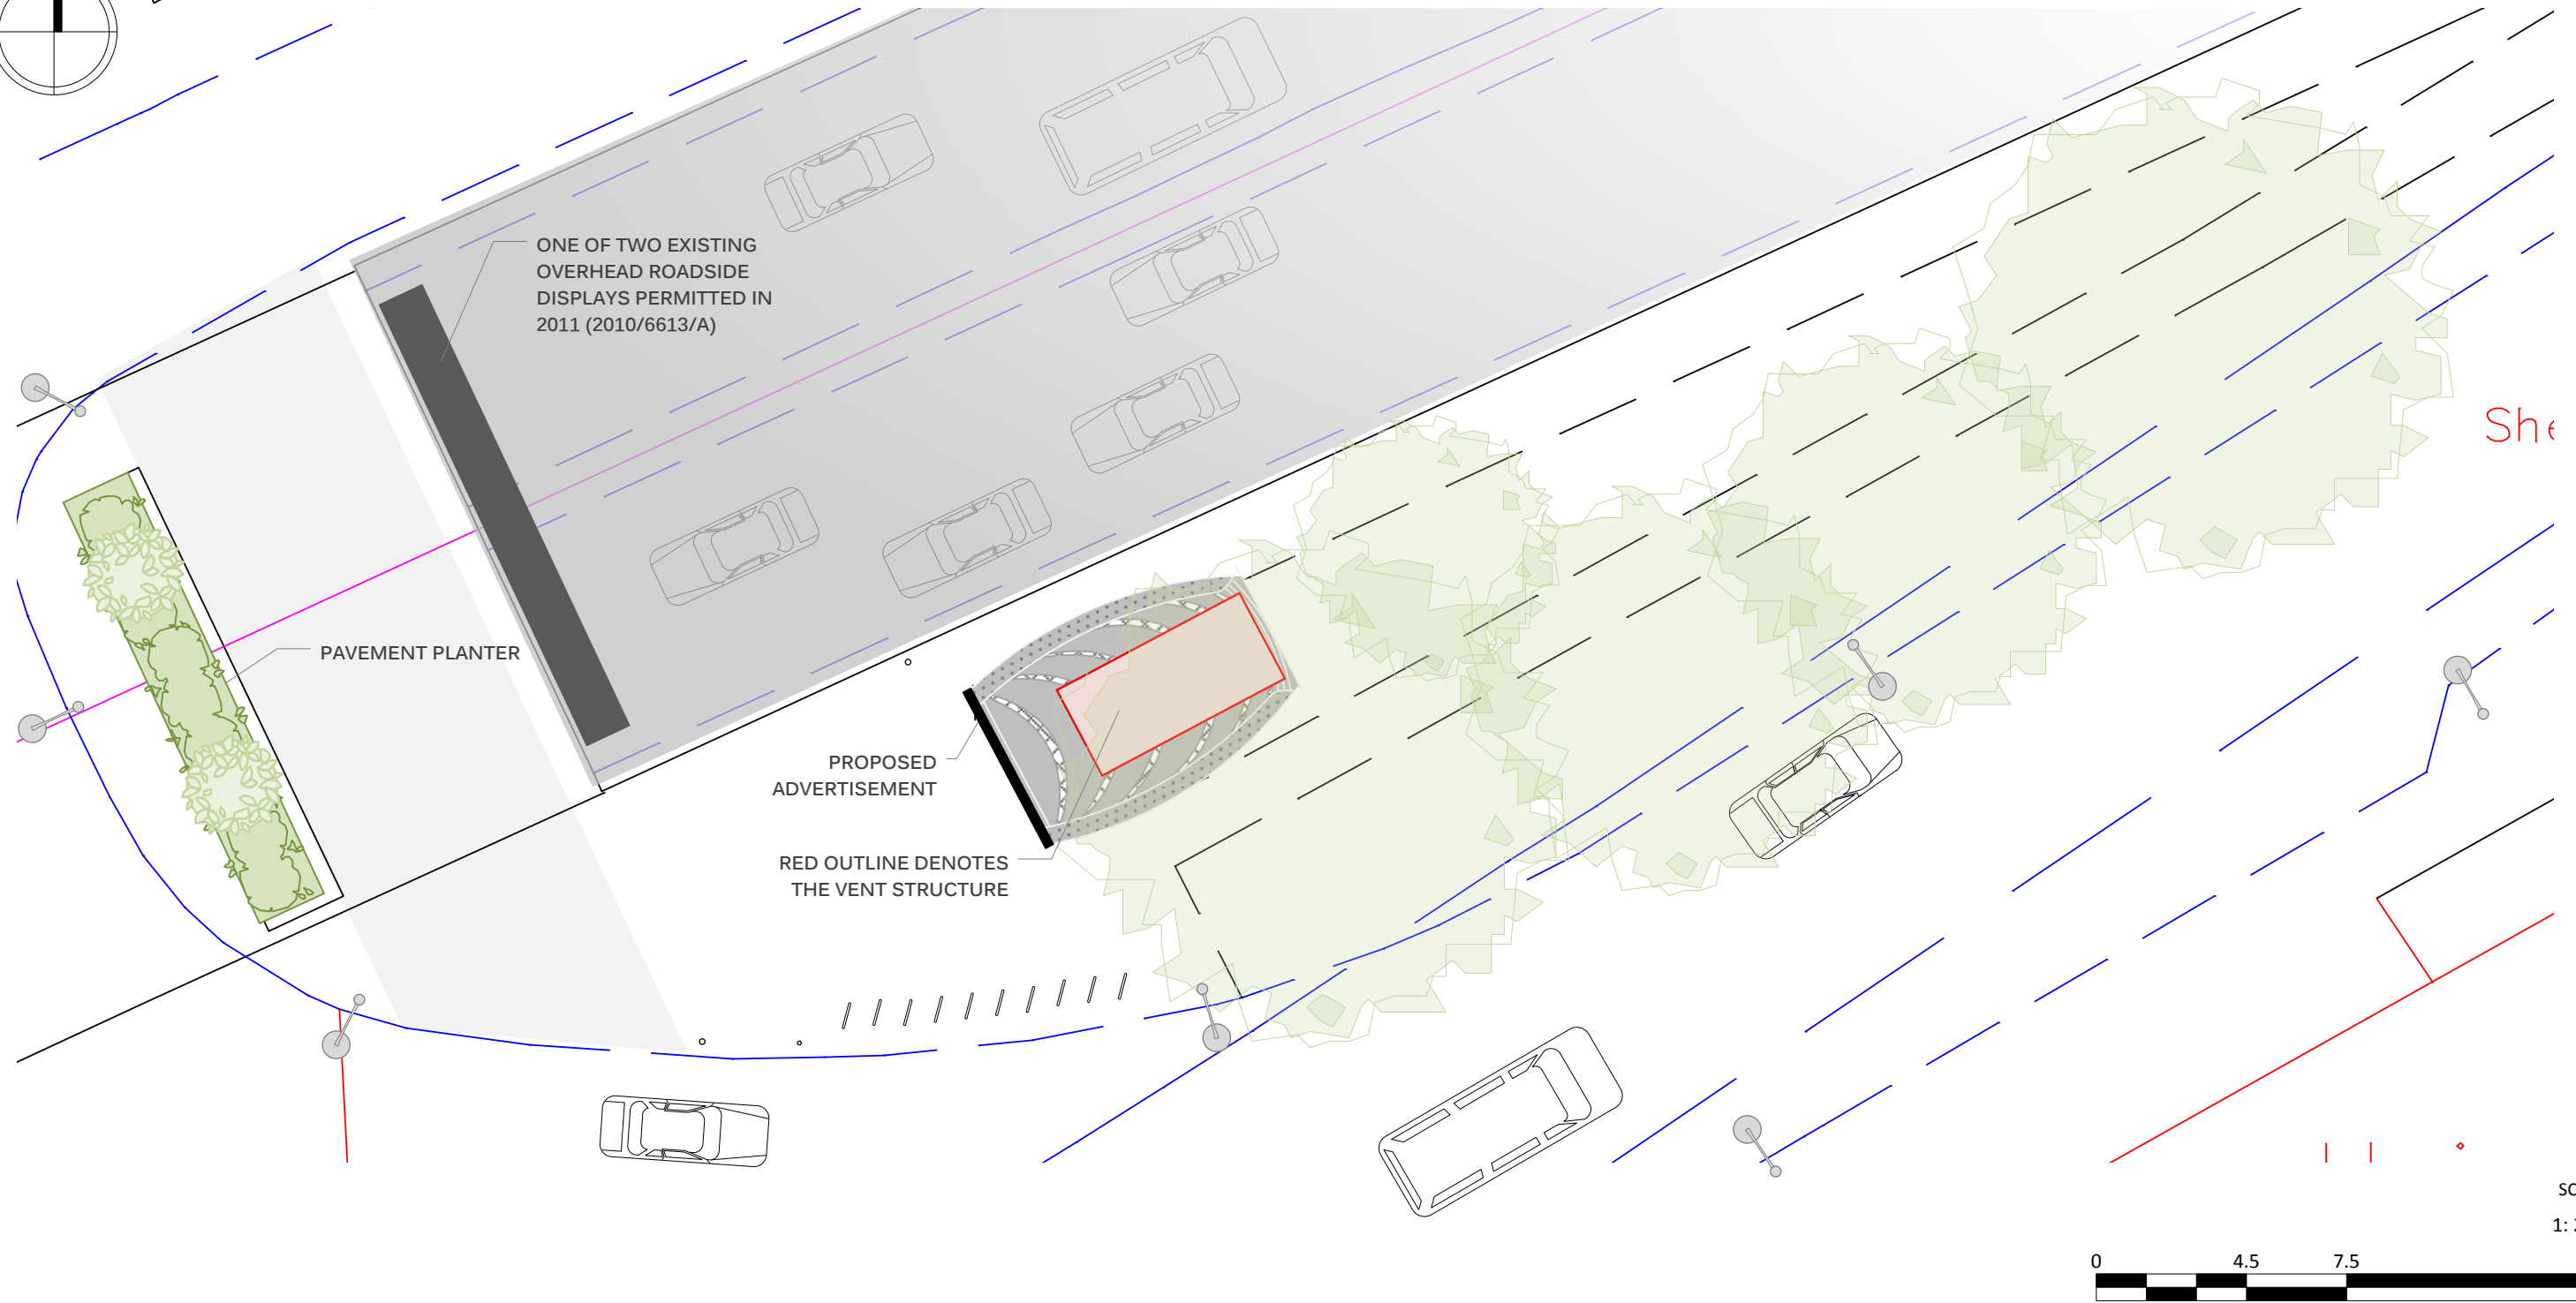 ONE OF TWO EXISTING
OVERHEAD ROADSIDE
DISPLAYS PERMITTED IN
2011 (2010/6613/A)
PAVEMENT PLANTER
PROPOSED
ADVERTISEMENT
RED OUTLINE DENOTES
THE VENT STRUCTURE
0 4.5 7.5